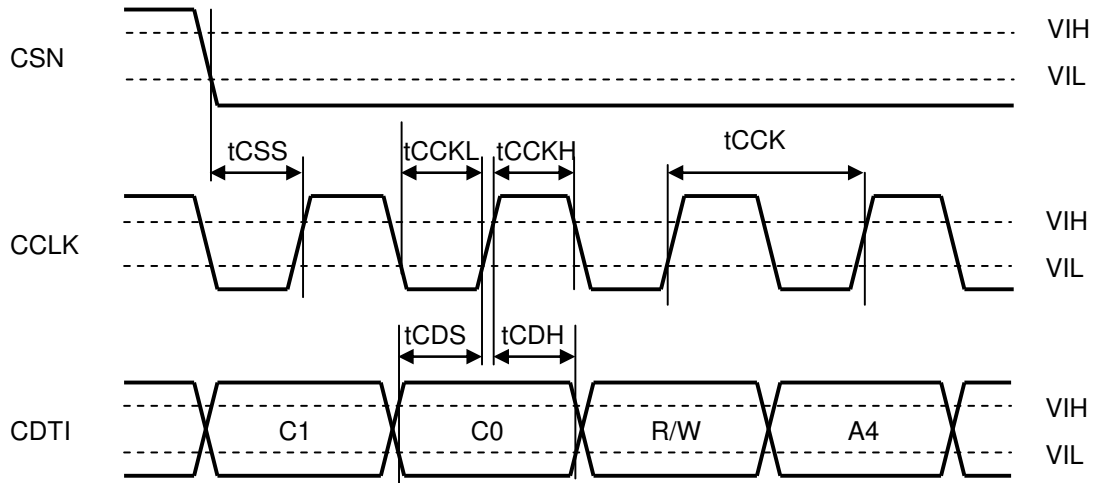 CSN
VIH
VIL
tCSS
tCCKL
tCCKH
tCCK
CCLK
VIH
VIL
tCDS
tCDH
CDTI
C1
C0
R/W
A4
VIH
VIL